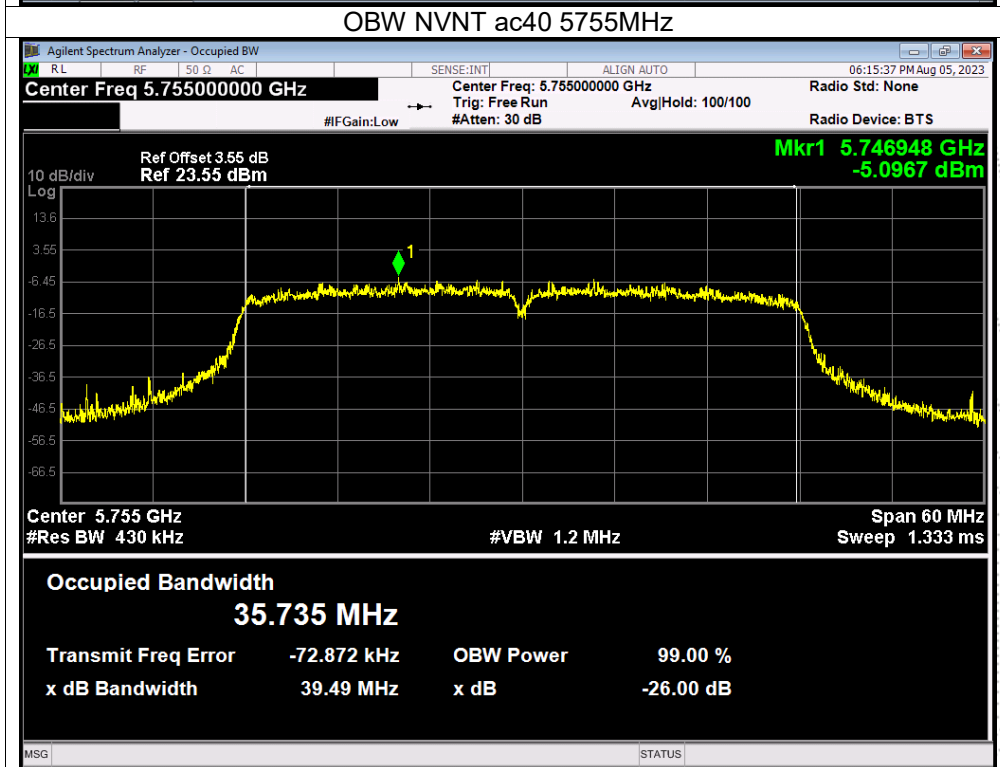 OBW NVNT ac40 5755MHz
Agilent Spectrum Analyzer - Occupied BW
LXI RL RF 50 Ω AC SENSE:INT ALIGN AUTO 06:15:37 PM Aug 05, 2023
Center Freq 5.755000000 GHz Center Freq: 5.755000000 GHz Radio Std: None
Trig: Free Run Avg|Hold: 100/100
#IFGain:Low #Atten: 30 dB Radio Device: BTS
Mkr1 5.746948 GHz
-5.0967 dBm
Ref Offset 3.55 dB
10 dB/div Ref 23.55 dBm
Log
13.6
3.55
1
-6.45
-16.5
-26.5
-36.5
-46.5
-56.5
-66.5
Center 5.755 GHz Span 60 MHz
#Res BW 430 kHz #VBW 1.2 MHz Sweep 1.333 ms
Occupied Bandwidth
35.735 MHz
Transmit Freq Error -72.872 kHz OBW Power 99.00 %
x dB Bandwidth 39.49 MHz x dB -26.00 dB
MSG STATUS